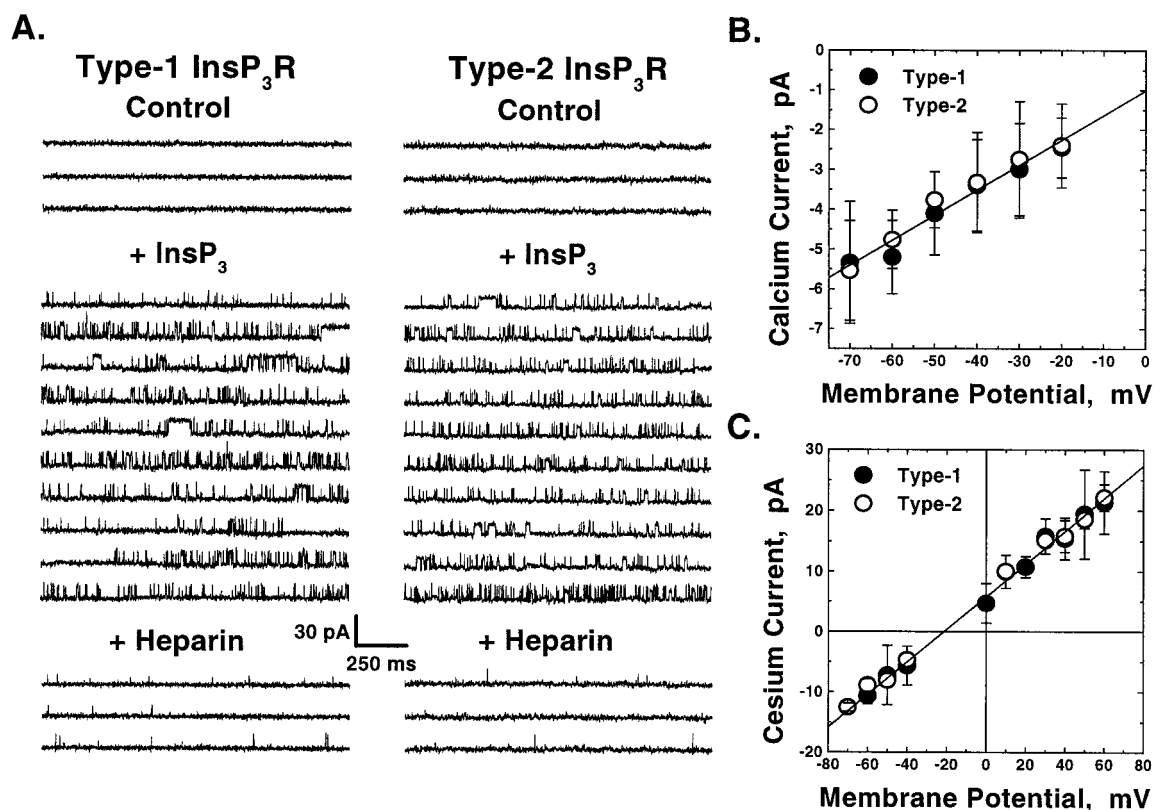 A.
Type-1 InsP3R
Control
Type-2 InsP3R
Control
+ InsP3
+ InsP3
+ Heparin
30 pA
250 ms
+ Heparin
B.
Type-1
Type-2
0
-1
-2
-3
-4
-5
-6
-7
Calcium Current, pA
-70 -60 -50 -40 -30 -20 -10 0
Membrane Potential, mV
C.
Type-1
Type-2
30
20
10
0
-10
-20
Cesium Current, pA
-80 -60 -40 -20 0 20 40 60 80
Membrane Potential, mV